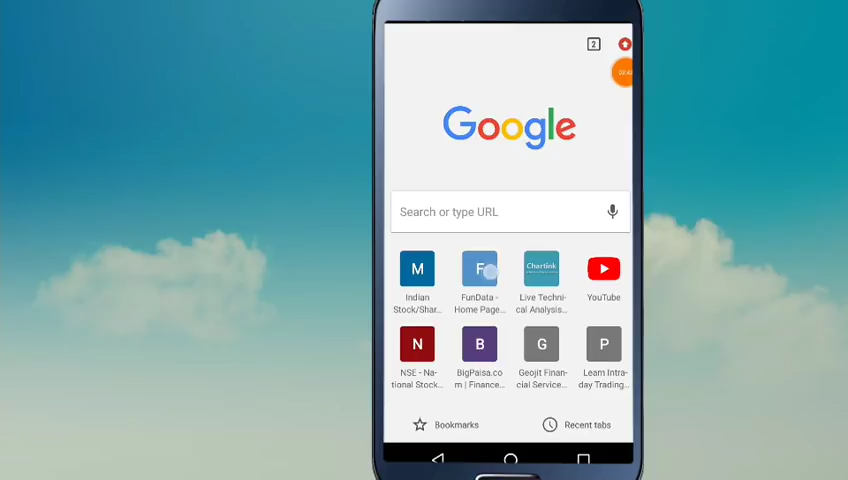 2
Google
Search or type URL
M
F
Chartink
Indian
Stock/Shar...
FunData -
Home Page...
Live Techni-
cal Analysis...
YouTube
N
B
G
P
NSE - Na-
tional Stock...
BigPaisa.co
m | Finance...
Geojit Finan-
cial Service...
Learn Intra-
day Trading...
Bookmarks
Recent tabs